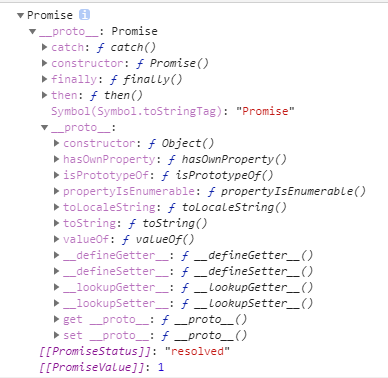 Promise i
__proto__: Promise
catch: ƒ catch()
constructor: ƒ Promise()
finally: ƒ finally()
then: ƒ then()
Symbol(Symbol.toStringTag): "Promise"
__proto__:
constructor: ƒ Object()
hasOwnProperty: ƒ hasOwnProperty()
isPrototypeOf: ƒ isPrototypeOf()
propertyIsEnumerable: ƒ propertyIsEnumerable()
toLocaleString: ƒ toLocaleString()
toString: ƒ toString()
valueOf: ƒ valueOf()
__defineGetter__: ƒ __defineGetter__()
__defineSetter__: ƒ __defineSetter__()
__lookupGetter__: ƒ __lookupGetter__()
__lookupSetter__: ƒ __lookupSetter__()
get __proto__: ƒ __proto__()
set __proto__: ƒ __proto__()
[[PromiseStatus]]: "resolved"
[[PromiseValue]]: 1